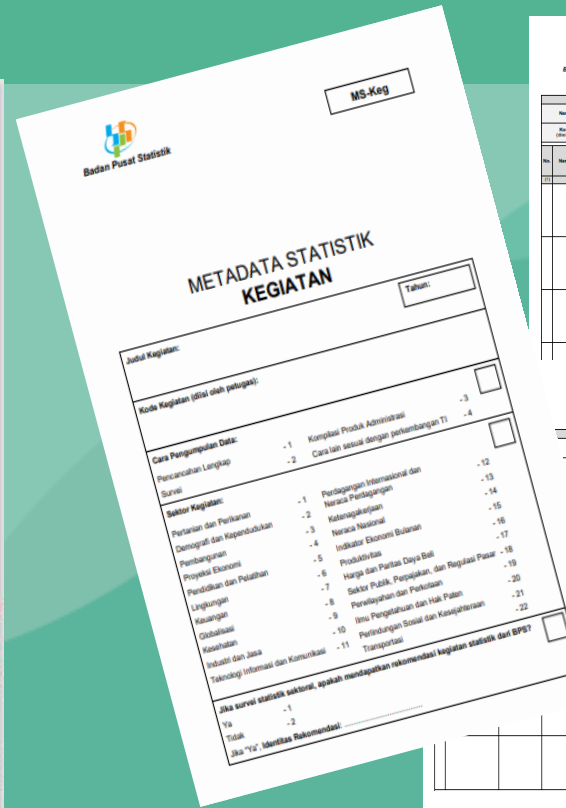 MS-Keg
Badan Pusat Statistik
METADATA STATISTIK
KEGIATAN
Judul Kegiatan:
Tahun:
Kode Kegiatan (diisi oleh petugas):
Cara Pengumpulan Data:
Pencacahan Lengkap - 1 Kompilasi Produk Administrasi - 3
Survei - 2 Cara lain sesuai dengan perkembangan TI - 4
Sektor Kegiatan:
Pertanian dan Perikanan - 1 Perdagangan Internasional dan Neraca Perdagangan - 12
Demografi dan Kependudukan - 2 Ketenagakerjaan - 13
Pembangunan - 3 Neraca Nasional - 14
Proyeksi Ekonomi - 4 Indikator Ekonomi Bulanan - 15
Pendidikan dan Pelatihan - 5 Produktivitas - 16
Lingkungan - 6 Harga dan Paritas Daya Beli - 17
Keuangan - 7 Sektor Publik, Perpajakan, dan Regulasi Pasar - 18
Globalisasi - 8 Perwilayahan dan Perkotaan - 19
Kesehatan - 9 Ilmu Pengetahuan dan Hak Paten - 20
Industri dan Jasa - 10 Perlindungan Sosial dan Kesejahteraan - 21
Teknologi Informasi dan Komunikasi - 11 Transportasi - 22
Jika survei statistik sektoral, apakah mendapatkan rekomendasi kegiatan statistik dari BPS?
Ya - 1
Tidak - 2
Jika "Ya", Identitas Rekomendasi: ................................
No.